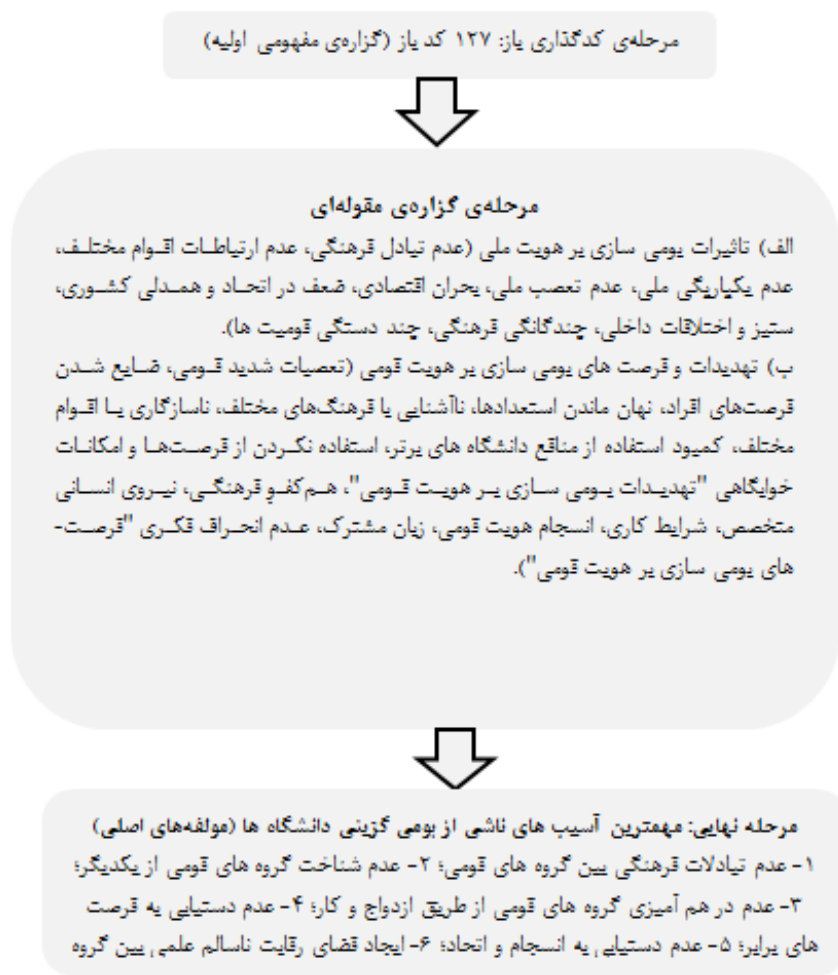 مرحله‌ی کدگذاری باز: ۱۲۷ کد باز (گزاره‌ی مفهومی اولیه)
مرحله‌ی گزاره‌ی مقوله‌ای
الف) تاثیرات بومی سازی بر هویت ملی (عدم تبادل فرهنگی، عدم ارتباطات اقوام مختلف،
عدم یکپارچگی ملی، عدم تعصب ملی، بحران اقتصادی، ضعف در اتحاد و همدلی کشوری،
ستیز و اختلافات داخلی، چندگانگی فرهنگی، چند دستگی قومیت ها).
ب) تهدیدات و فرصت های بومی سازی بر هویت قومی (تعصبات شدید قومی، ضایع شدن
فرصت‌های افراد، نهان ماندن استعدادها، ناآشنایی با فرهنگ‌های مختلف، ناسازگاری با اقوام
مختلف، کمبود استفاده از منافع دانشگاه های برتر، استفاده نکردن از فرصت‌ها و امکانات
خوابگاهی "تهدیدات بومی سازی بر هویت قومی"، هم‌کفو فرهنگی، نیروی انسانی
متخصص، شرایط کاری، انسجام هویت قومی، زبان مشترک، عدم انحراف فکری "فرصت-
های بومی سازی بر هویت قومی").
مرحله نهایی: مهمترین آسیب های ناشی از بومی گزینی دانشگاه ها (مولفه‌های اصلی)
۱- عدم تبادلات فرهنگی بین گروه های قومی؛ ۲- عدم شناخت گروه های قومی از یکدیگر؛
۳- عدم در هم آمیزی گروه های قومی از طریق ازدواج و کار؛ ۴- عدم دستیابی به فرصت
های برابر؛ ۵- عدم دستیابی به انسجام و اتحاد؛ ۶- ایجاد فضای رقابت ناسالم علمی بین گروه